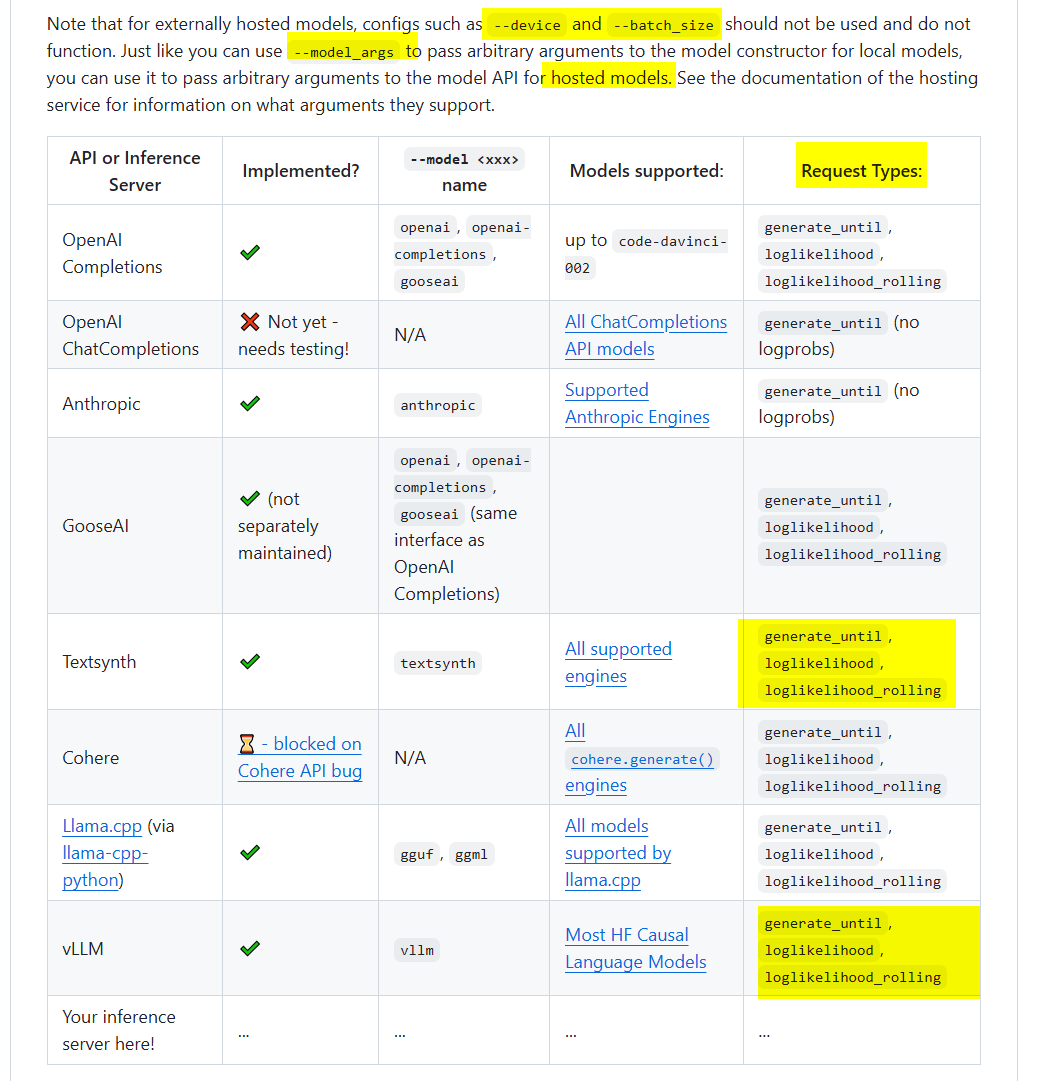 Note that for externally hosted models, configs such as --device and --batch_size should not be used and do not
function. Just like you can use --model_args to pass arbitrary arguments to the model constructor for local models,
you can use it to pass arbitrary arguments to the model API for hosted models. See the documentation of the hosting
service for information on what arguments they support.
API or Inference
Server
Implemented?
--model <xxx>
name
Models supported:
Request Types:
OpenAI
Completions
✔
openai, openai-
completions,
gooseai
up to code-davinci-
002
generate_until,
loglikelihood,
loglikelihood_rolling
OpenAI
ChatCompletions
❌ Not yet -
needs testing!
N/A
All ChatCompletions
API models
generate_until (no
logprobs)
Anthropic
✔
anthropic
Supported
Anthropic Engines
generate_until (no
logprobs)
GooseAI
✔ (not
separately
maintained)
openai, openai-
completions,
gooseai (same
interface as
OpenAI
Completions)
generate_until,
loglikelihood,
loglikelihood_rolling
Textsynth
✔
textsynth
All supported
engines
generate_until,
loglikelihood,
loglikelihood_rolling
Cohere
⌛ - blocked on
Cohere API bug
N/A
All
cohere.generate()
engines
generate_until,
loglikelihood,
loglikelihood_rolling
Llama.cpp (via
llama-cpp-
python)
✔
gguf, ggml
All models
supported by
llama.cpp
generate_until,
loglikelihood,
loglikelihood_rolling
vLLM
✔
vllm
Most HF Causal
Language Models
generate_until,
loglikelihood,
loglikelihood_rolling
Your inference
server here!
...
...
...
...